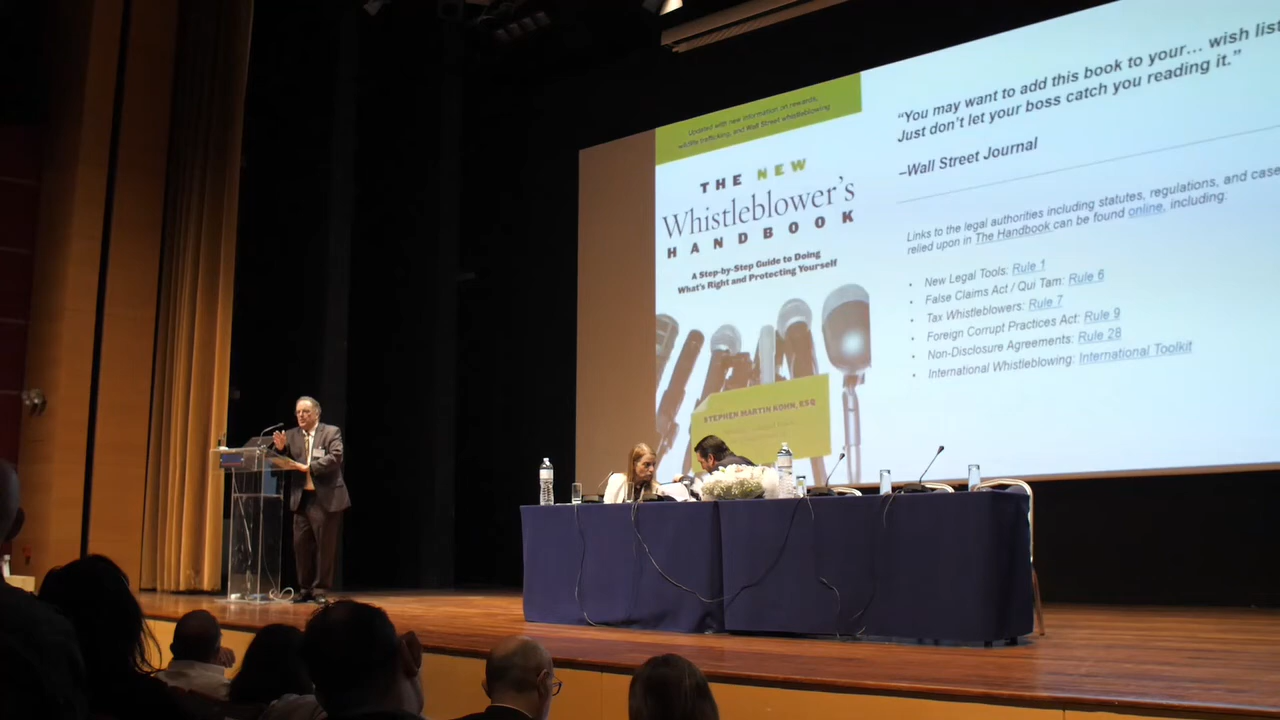 Updated with new information on rewards,
wildlife trafficking, and Wall Street whistleblowing
THE NEW
Whistleblower's
HANDBOOK
A Step-by-Step Guide to Doing
What's Right and Protecting Yourself
STEPHEN MARTIN KOHN, ESQ
“You may want to add this book to your… wish list
Just don’t let your boss catch you reading it.”
–Wall Street Journal
Links to the legal authorities including statutes, regulations, and case
relied upon in The Handbook can be found online, including:
• New Legal Tools: Rule 1
• False Claims Act / Qui Tam: Rule 6
• Tax Whistleblowers: Rule 7
• Foreign Corrupt Practices Act: Rule 9
• Non-Disclosure Agreements: Rule 28
• International Whistleblowing: International Toolkit